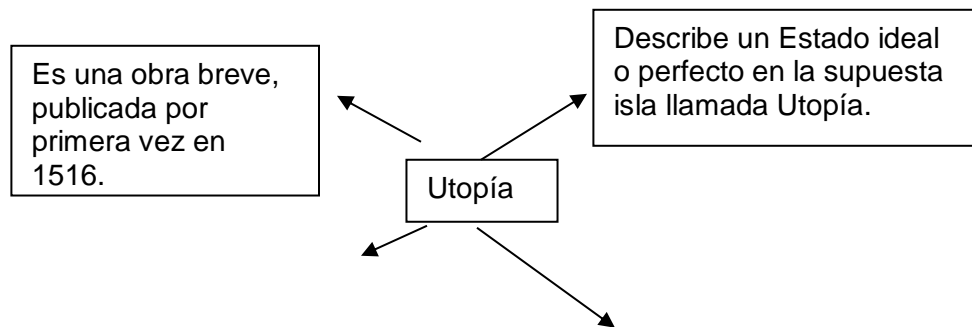 Es una obra breve,
publicada por
primera vez en
1516.
Describe un Estado ideal
o perfecto en la supuesta
isla llamada Utopía.
Utopía